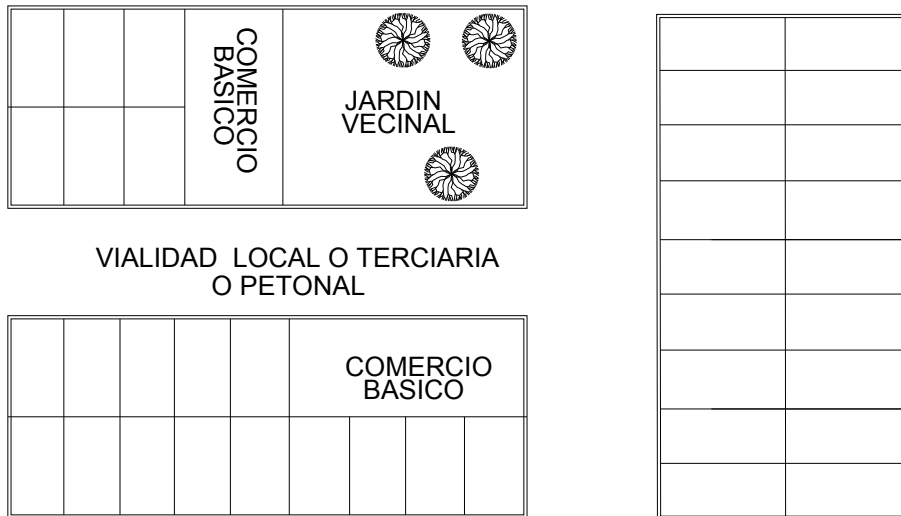 COMERCIO
BASICO
JARDIN
VECINAL
VIALIDAD LOCAL O TERCIARIA
O PETONAL
COMERCIO
BASICO